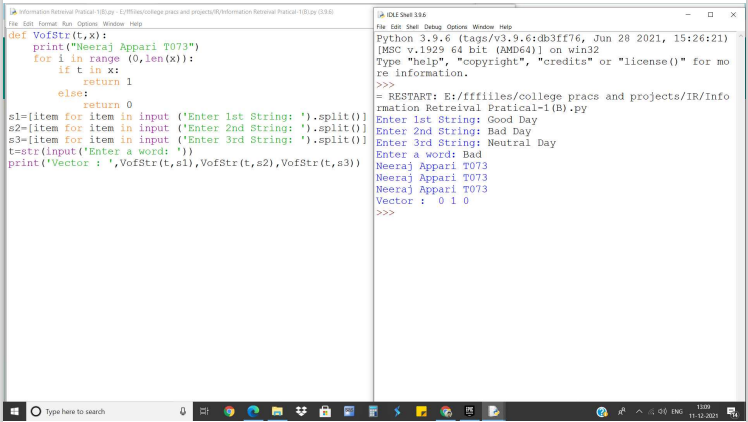 Information Retreival Pratical-1(B).py - E:/fffiiles/college pracs and projects/IR/Information Retreival Pratical-1(B).py (3.9.6)
File Edit Format Run Options Window Help
def VofStr(t,x):
    print("Neeraj Appari T073")
    for i in range (0,len(x)):
        if t in x:
            return 1
        else:
            return 0
s1=[item for item in input ('Enter 1st String: ').split()]
s2=[item for item in input ('Enter 2nd String: ').split()]
s3=[item for item in input ('Enter 3rd String: ').split()]
t=str(input('Enter a word: '))
print('Vector : ',VofStr(t,s1),VofStr(t,s2),VofStr(t,s3))
IDLE Shell 3.9.6
File Edit Shell Debug Options Window Help
Python 3.9.6 (tags/v3.9.6:db3ff76, Jun 28 2021, 15:26:21)
[MSC v.1929 64 bit (AMD64)] on win32
Type "help", "copyright", "credits" or "license()" for mo
re information.
>>>
= RESTART: E:/fffiiles/college pracs and projects/IR/Info
rmation Retreival Pratical-1(B).py
Enter 1st String: Good Day
Enter 2nd String: Bad Day
Enter 3rd String: Neutral Day
Enter a word: Bad
Neeraj Appari T073
Neeraj Appari T073
Neeraj Appari T073
Vector :  0 1 0
>>>
Type here to search
ENG
13:09
11-12-2021